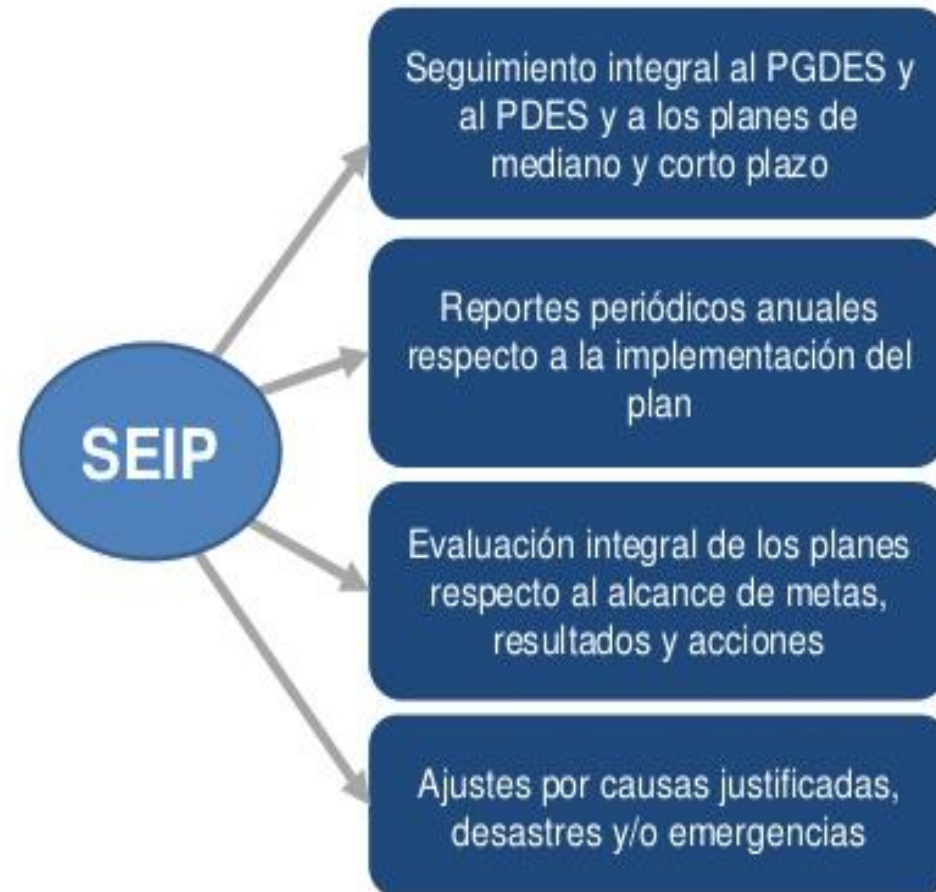 Seguimiento integral al PGDES y
al PDES y a los planes de
mediano y corto plazo
Reportes periódicos anuales
respecto a la implementación del
plan
SEIP
Evaluación integral de los planes
respecto al alcance de metas,
resultados y acciones
Ajustes por causas justificadas,
desastres y/o emergencias